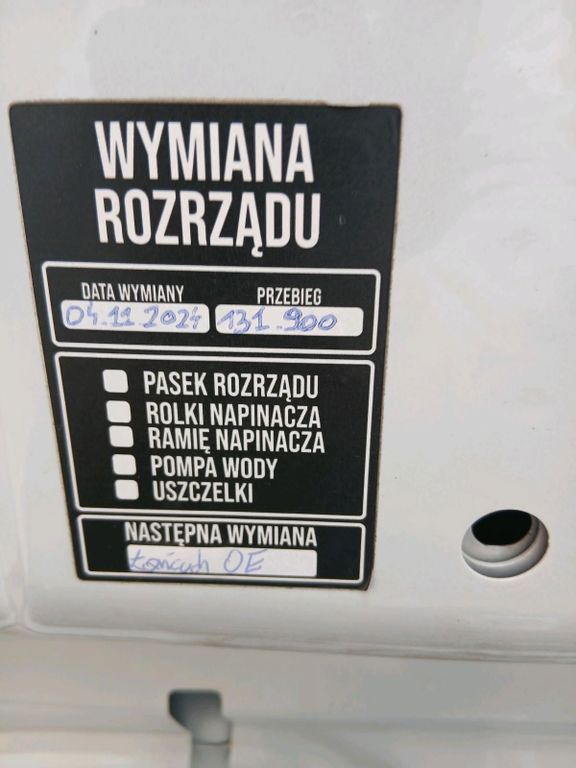 WYMIANA
ROZRZĄDU
DATA WYMIANY PRZEBIEG
04.11.2024 131.900
PASEK ROZRZĄDU
ROLKI NAPINACZA
RAMIĘ NAPINACZA
POMPA WODY
USZCZELKI
NASTĘPNA WYMIANA
Łańcuh OE